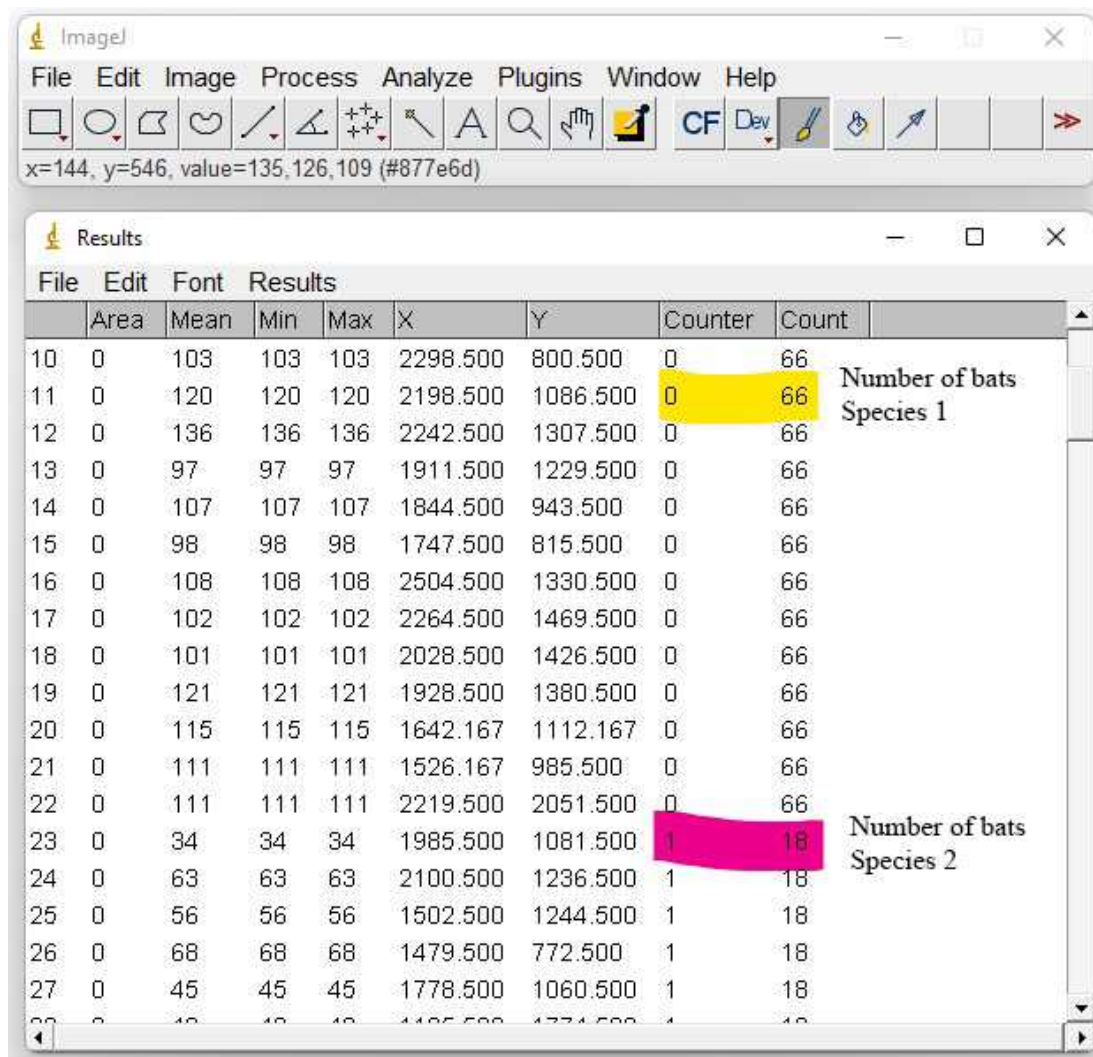 ImageJ
File Edit Image Process Analyze Plugins Window Help
A CF Dev
x=144, y=546, value=135,126,109 (#877e6d)
Results
File Edit Font Results
Area Mean Min Max X Y Counter Count
10 0 103 103 103 2298.500 800.500 0 66
11 0 120 120 120 2198.500 1086.500 0 66
Number of bats
Species 1
12 0 136 136 136 2242.500 1307.500 0 66
13 0 97 97 97 1911.500 1229.500 0 66
14 0 107 107 107 1844.500 943.500 0 66
15 0 98 98 98 1747.500 815.500 0 66
16 0 108 108 108 2504.500 1330.500 0 66
17 0 102 102 102 2264.500 1469.500 0 66
18 0 101 101 101 2028.500 1426.500 0 66
19 0 121 121 121 1928.500 1380.500 0 66
20 0 115 115 115 1642.167 1112.167 0 66
21 0 111 111 111 1526.167 985.500 0 66
22 0 111 111 111 2219.500 2051.500 0 66
23 0 34 34 34 1985.500 1081.500 1 18
Number of bats
Species 2
24 0 63 63 63 2100.500 1236.500 1 18
25 0 56 56 56 1502.500 1244.500 1 18
26 0 68 68 68 1479.500 772.500 1 18
27 0 45 45 45 1778.500 1060.500 1 18